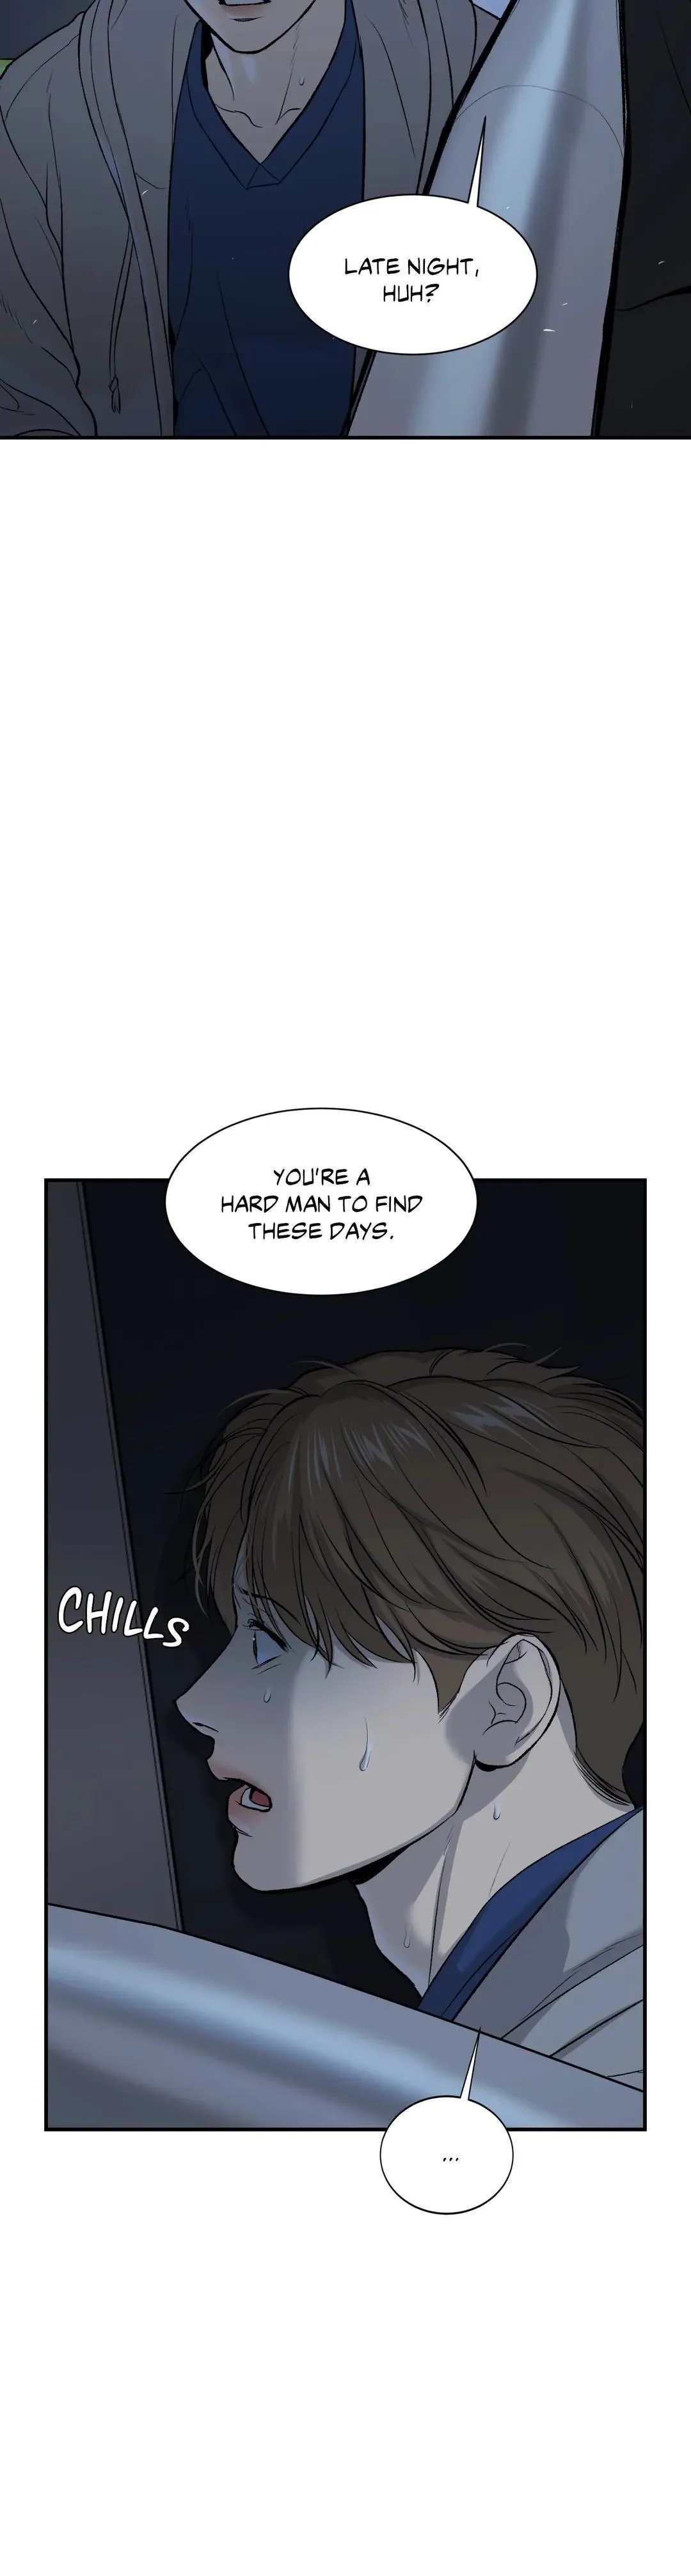 LATE NIGHT,
HUH?
YOU'RE A
HARD MAN TO FIND
THESE DAYS.
CHILLS
...